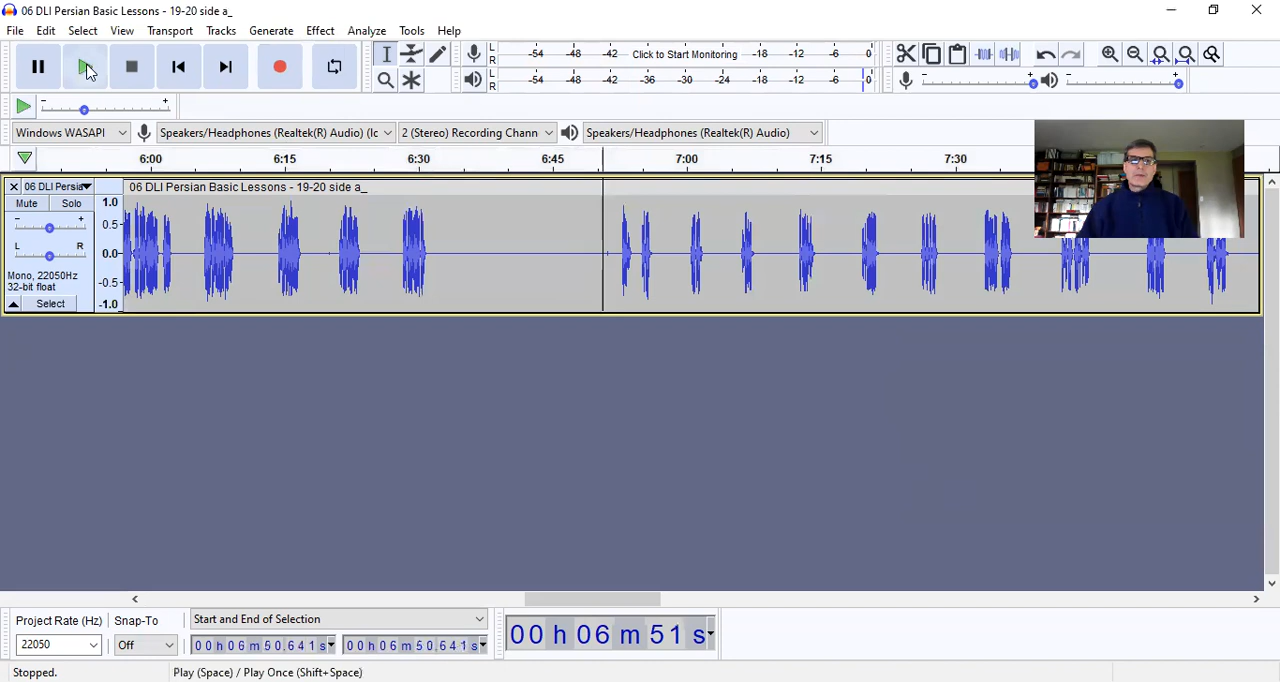 06 DLI Persian Basic Lessons - 19-20 side a_
File Edit Select View Transport Tracks Generate Effect Analyze Tools Help
L R -54 -48 -42 Click to Start Monitoring -18 -12 -6 0
L R -54 -48 -42 -36 -30 -24 -18 -12 -6 0
- + - +
- +
Windows WASAPI Speakers/Headphones (Realtek(R) Audio) (lc 2 (Stereo) Recording Chann Speakers/Headphones (Realtek(R) Audio)
6:00 6:15 6:30 6:45 7:00 7:15 7:30
06 DLI Persia 06 DLI Persian Basic Lessons - 19-20 side a_
Mute Solo 1.0
- + 0.5
L R 0.0
Mono, 22050Hz -0.5
32-bit float
Select -1.0
Project Rate (Hz) Snap-To Start and End of Selection
22050 Off 00 h 06 m 50.641 s 00 h 06 m 50.641 s 00 h 06 m 51 s
Stopped. Play (Space) / Play Once (Shift+Space)